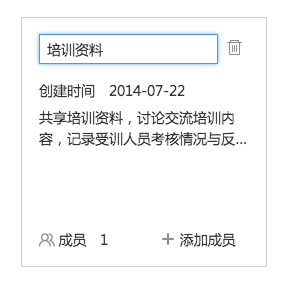 培训资料
创建时间 2014-07-22
共享培训资料，讨论交流培训内
容，记录受训人员考核情况与反...
成员 1 添加成员